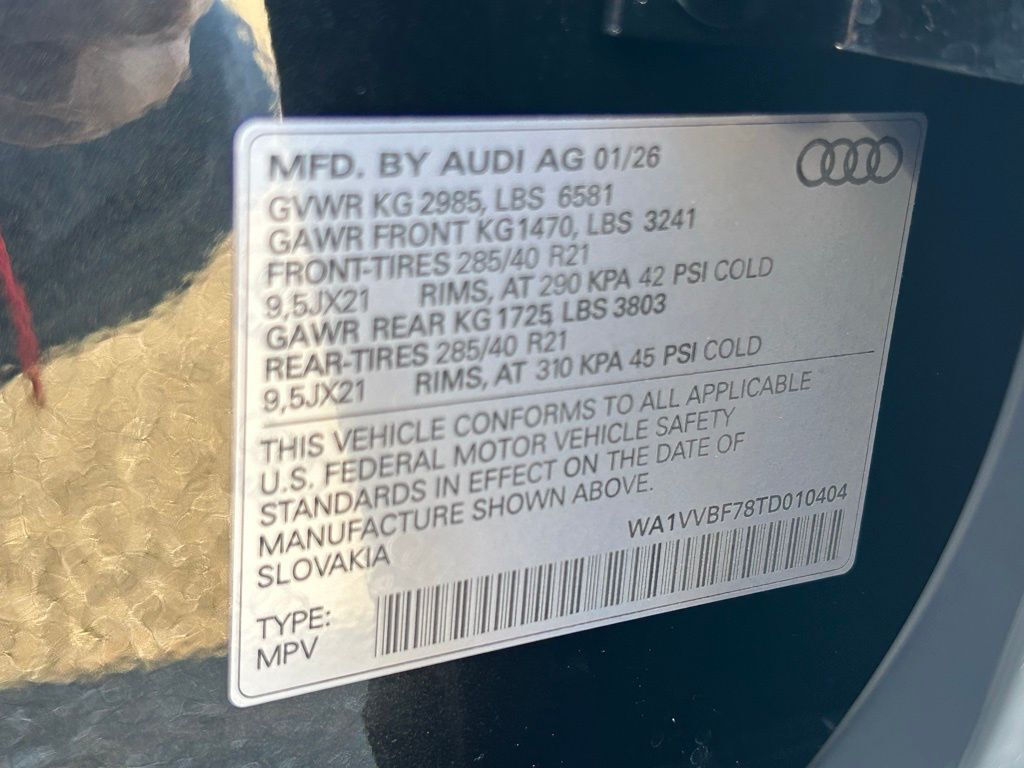 MFD. BY AUDI AG 01/26
GVWR KG 2985, LBS 6581
GAWR FRONT KG1470, LBS 3241
FRONT-TIRES 285/40 R21
9,5JX21 RIMS, AT 290 KPA 42 PSI COLD
GAWR REAR KG1725 LBS 3803
REAR-TIRES 285/40 R21
9,5JX21 RIMS, AT 310 KPA 45 PSI COLD
THIS VEHICLE CONFORMS TO ALL APPLICABLE
U.S. FEDERAL MOTOR VEHICLE SAFETY
STANDARDS IN EFFECT ON THE DATE OF
MANUFACTURE SHOWN ABOVE.
SLOVAKIA
WA1VVBF78TD010404
TYPE:
MPV